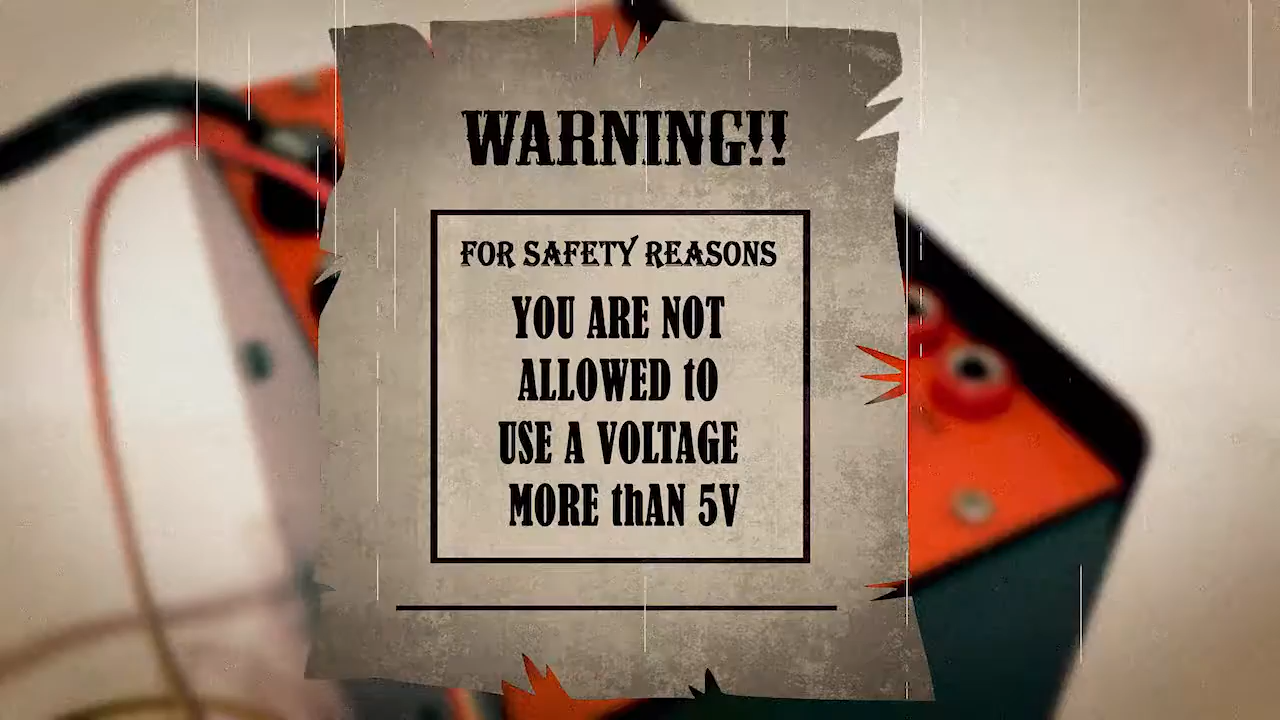 WARNING!!
FOR SAFETY REASONS
YOU ARE NOT
ALLOWED tO
USE A VOLTAGE
MORE thAN 5V